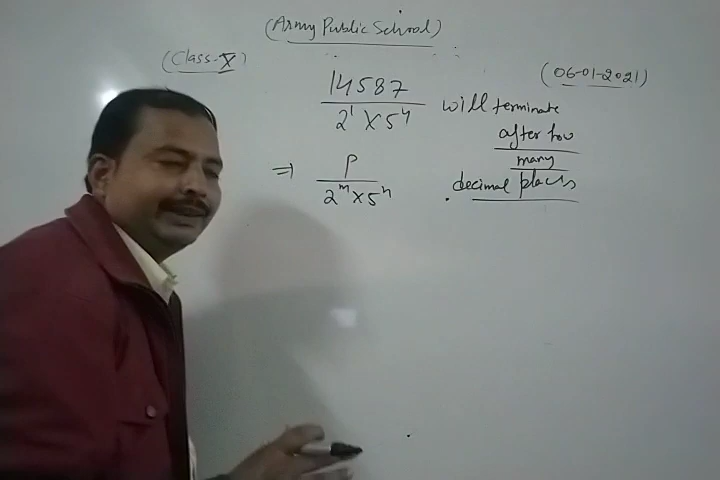 (Army Public School)
(Class-X)
(06-01-2021)
14587
2¹ X 5⁴
will terminate
after how
many
decimal places
⇒ P
2ᵐ X 5ⁿ